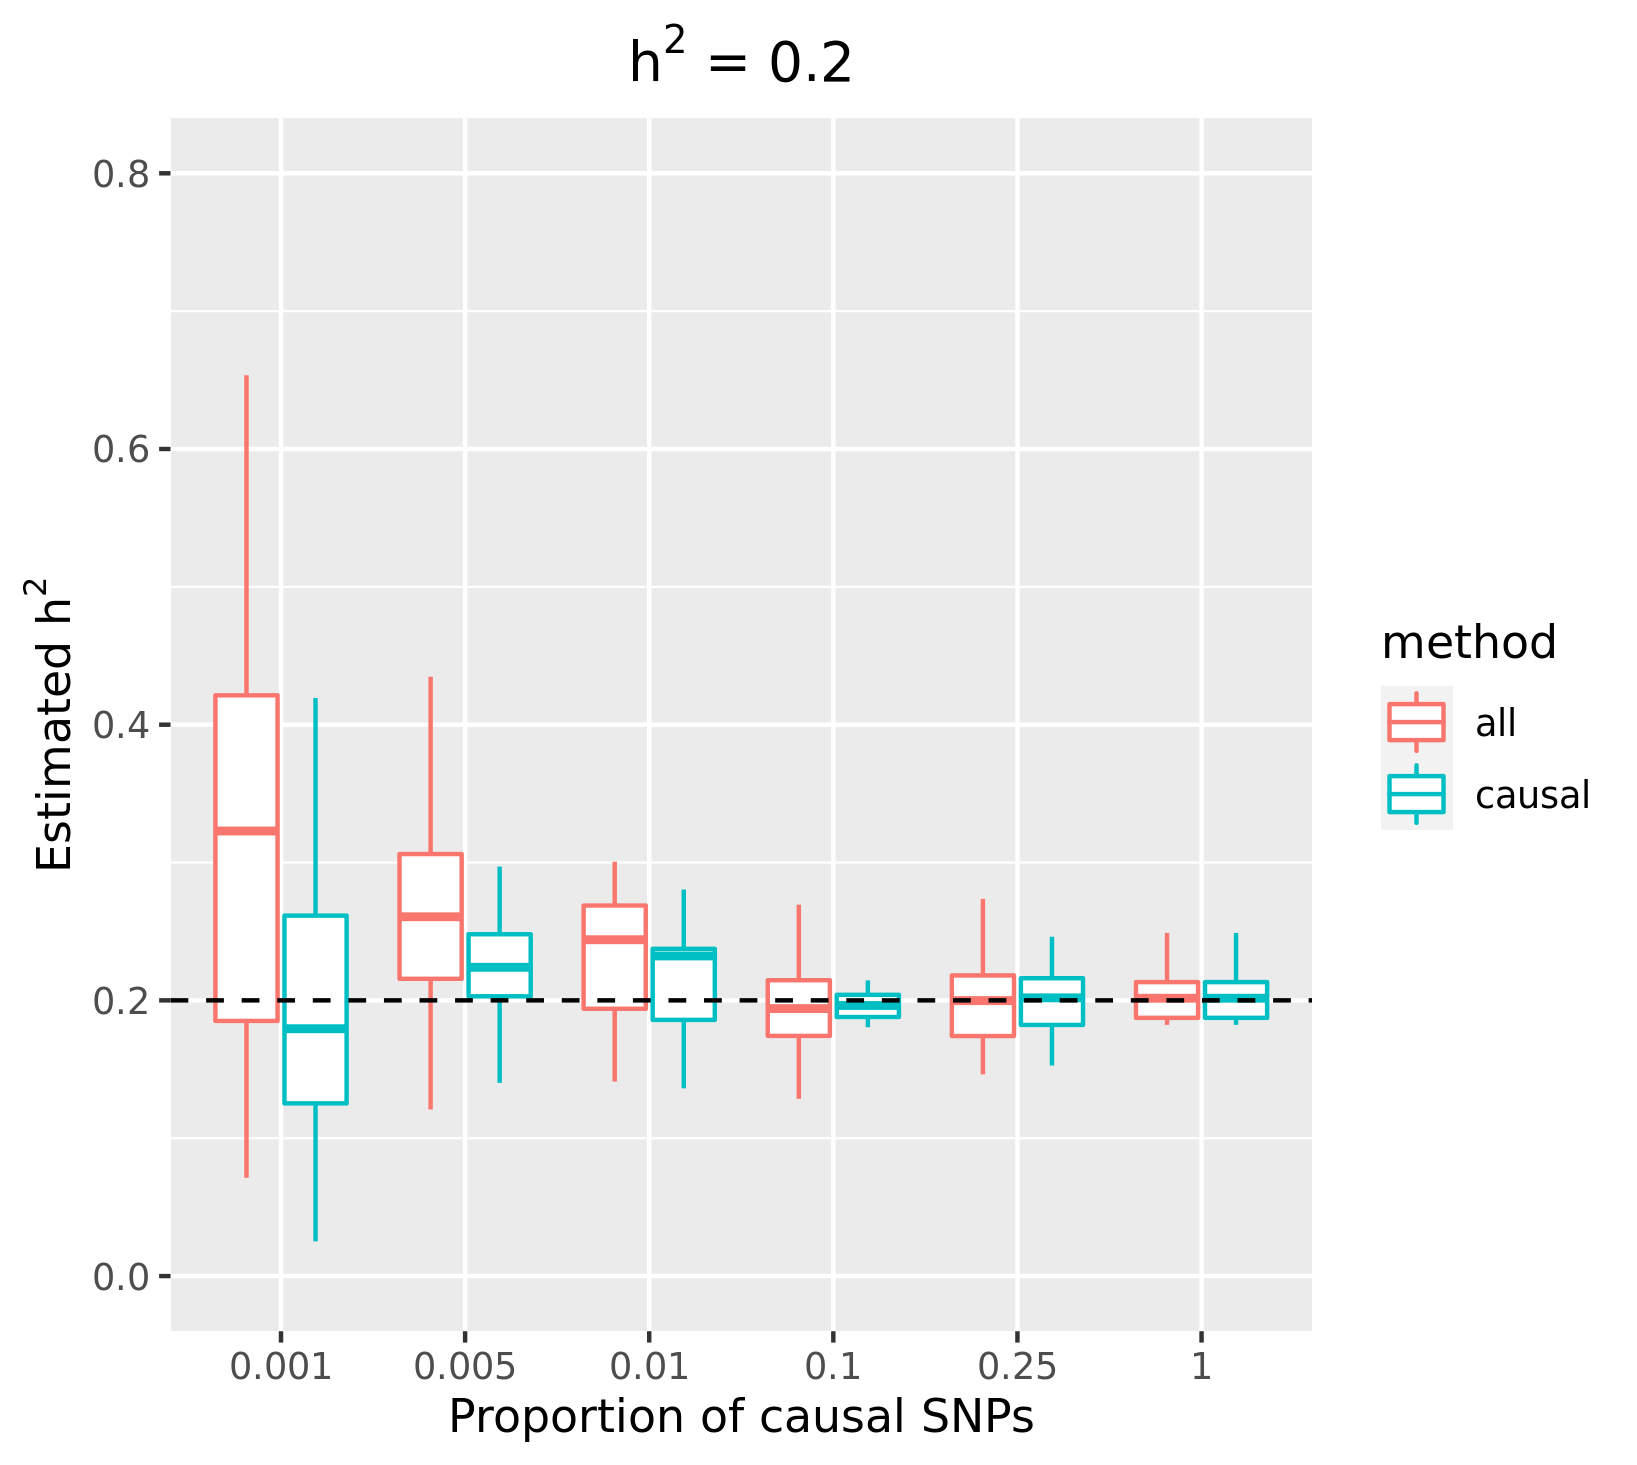 h² = 0.2
Estimated h²
0.8
0.6
0.4
0.2
0.0
0.001 0.005 0.01 0.1 0.25 1
Proportion of causal SNPs
method
all
causal